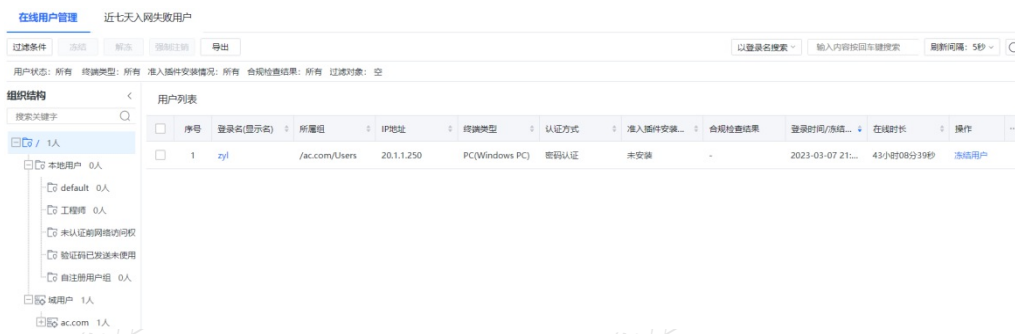 在线用户管理 近七天入网失败用户
过滤条件 冻结 解冻 强制注销 导出 以登录名搜索 输入内容按回车键搜索 刷新间隔：5秒
用户状态：所有 终端类型：所有 准入插件安装情况：所有 合规检查结果：所有 过滤对象：空
组织结构 <
搜索关键字
用户列表
序号 登录名(显示名) 所属组 IP地址 终端类型 认证方式 准入插件安装... 合规检查结果 登录时间/冻结... 在线时长 操作
1 zyl /ac.com/Users 20.1.1.250 PC(Windows PC) 密码认证 未安装 - 2023-03-07 21:... 43小时08分39秒 冻结用户
/ 1人
本地用户 0人
default 0人
工程师 0人
未认证前网络访问权
验证码已发送未使用
自注册用户组 0人
域用户 1人
ac.com 1人